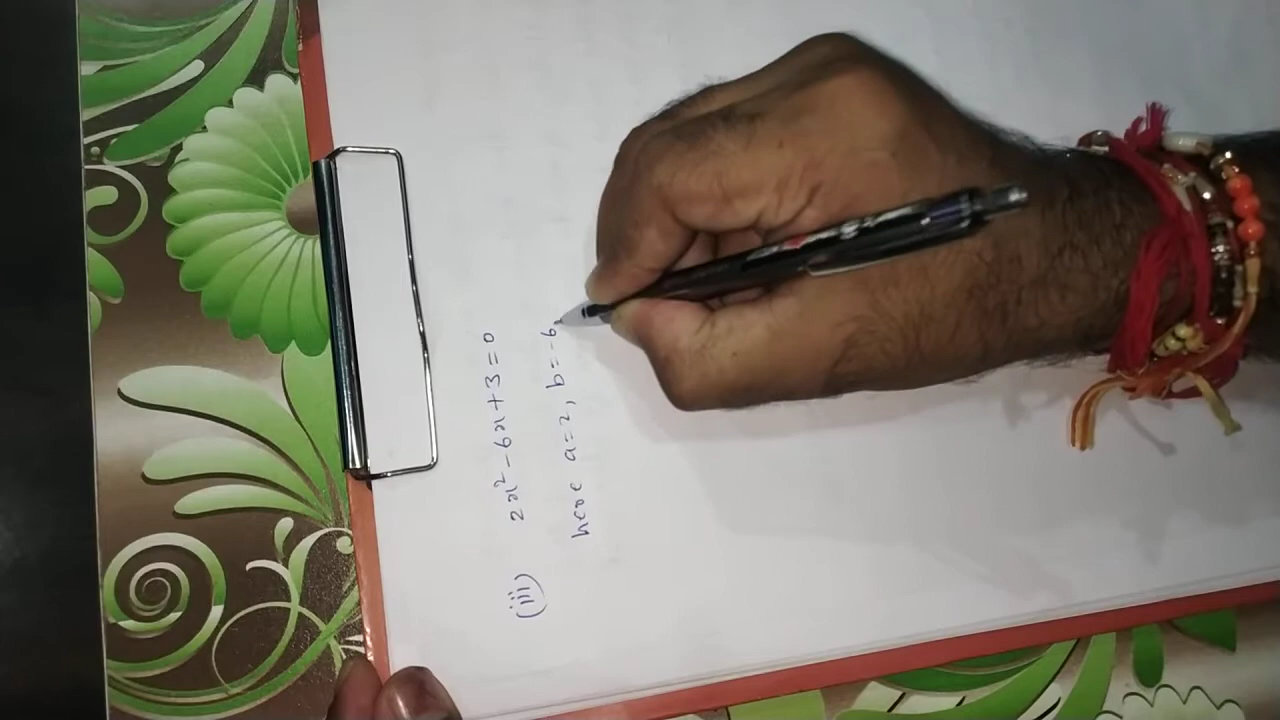 (iii) 2x² - 6x + 3 = 0
here a = 2, b = -6,